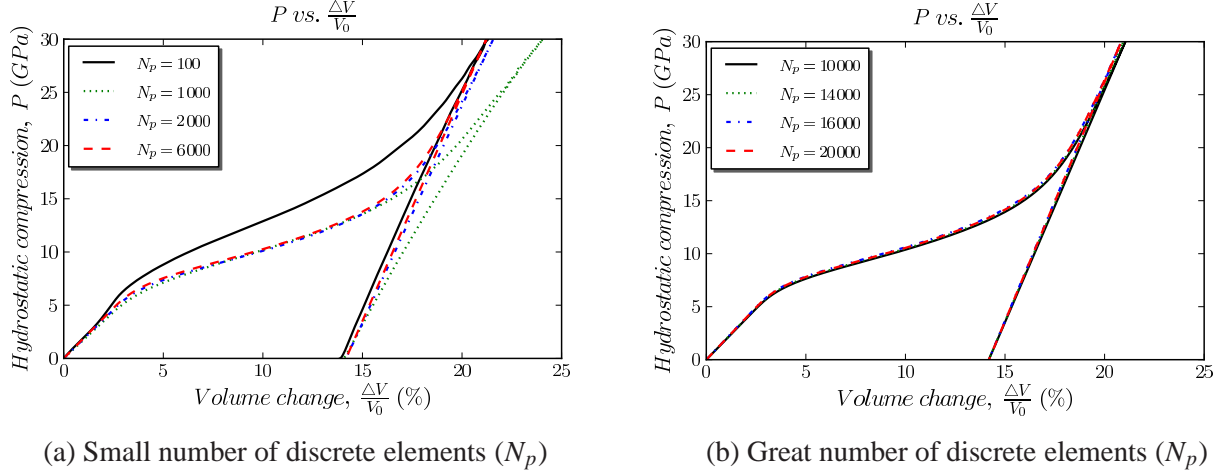 P vs. △V/V₀
Hydrostatic compression, P (GPa)
30
25
20
15
10
5
0
N_p = 100
N_p = 1000
N_p = 2000
N_p = 6000
0 5 10 15 20 25
Volume change, △V/V₀ (%)
(a) Small number of discrete elements (N_p)
P vs. △V/V₀
Hydrostatic compression, P (GPa)
30
25
20
15
10
5
0
N_p = 10000
N_p = 14000
N_p = 16000
N_p = 20000
0 5 10 15 20 25
Volume change, △V/V₀ (%)
(b) Great number of discrete elements (N_p)